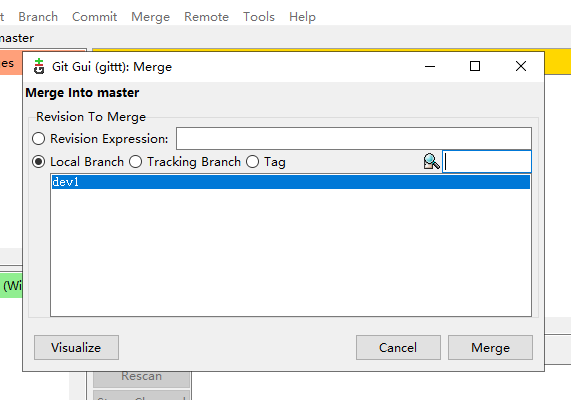 t Branch Commit Merge Remote Tools Help
master
es
Git Gui (gittt): Merge
Merge Into master
Revision To Merge
Revision Expression:
Local Branch Tracking Branch Tag
dev1
(Wi
Visualize Cancel Merge
Rescan